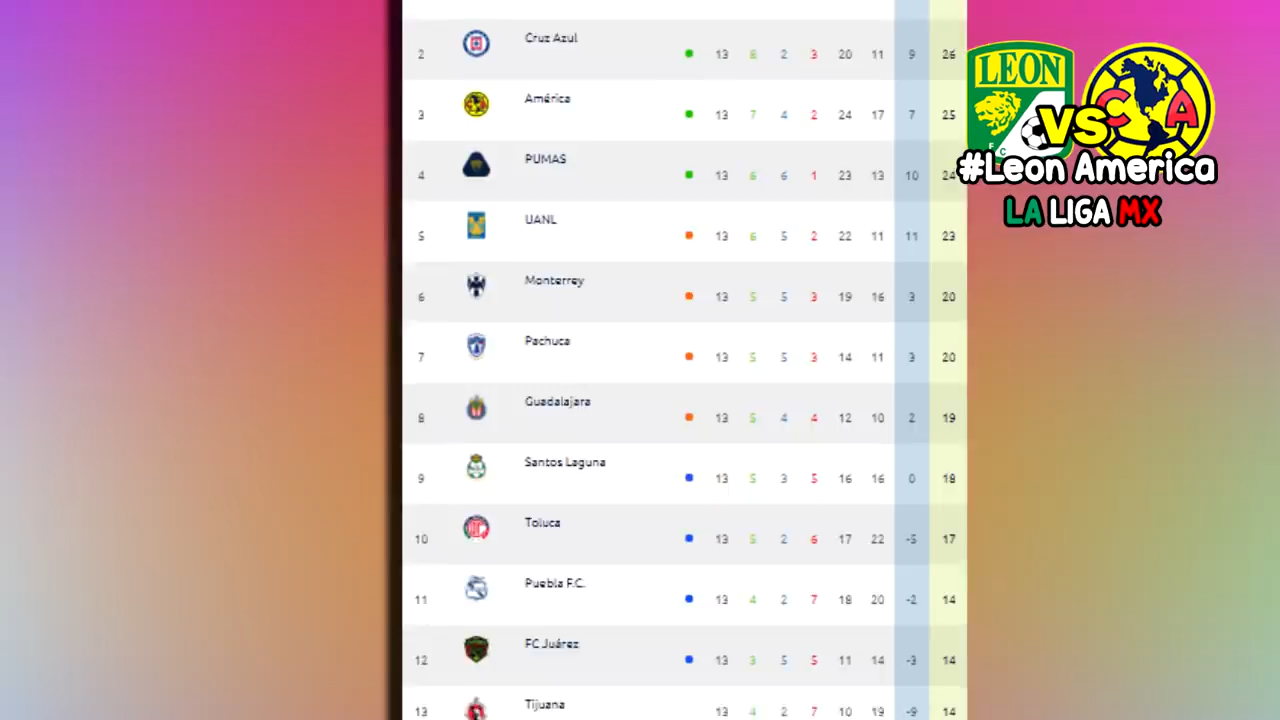 2 Cruz Azul 13 8 2 3 20 11 9 26
3 América 13 7 4 2 24 17 7 25
4 PUMAS 13 6 6 1 23 13 10 24
5 UANL 13 6 5 2 22 11 11 23
6 Monterrey 13 5 5 3 19 16 3 20
7 Pachuca 13 5 5 3 14 11 3 20
8 Guadalajara 13 5 4 4 12 10 2 19
9 Santos Laguna 13 5 3 5 16 16 0 18
10 Toluca 13 5 2 6 17 22 -5 17
11 Puebla F.C. 13 4 2 7 18 20 -2 14
12 FC Juárez 13 3 5 5 11 14 -3 14
13 Tijuana 13 4 2 7 10 19 -9 14
LEON
F C
C A
VS
#Leon America
LA LIGA MX